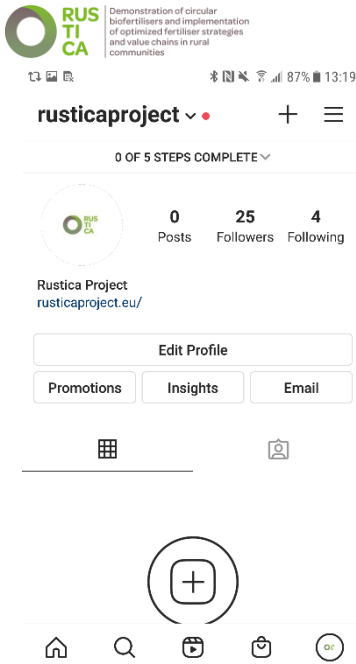 RUS
TI
CA
Demonstration of circular
biofertilisers and implementation
of optimized fertiliser strategies
and value chains in rural
communities
87% 13:19
rusticaproject
0 OF 5 STEPS COMPLETE
RUS
TI
CA
0 25 4
Posts Followers Following
Rustica Project
rusticaproject.eu/
Edit Profile
Promotions Insights Email